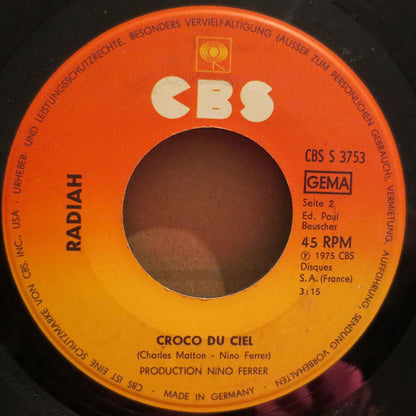 CBS
CBS S 3753
GEMA
Seite 2
Ed. Paul
Beuscher
45 RPM
Ⓟ 1975 CBS
Disques
S.A. (France)
3:15
RADIAH
CROCO DU CIEL
(Charles Matton - Nino Ferrer)
PRODUCTION NINO FERRER
CBS IST EINE SCHUTZMARKE VON CBS, INC., USA · URHEBER- UND LEISTUNGSSCHUTZRECHTE, BESONDERS VERVIELFÄLTIGUNG (AUSSER ZUM PERSÖNLICHEN GEBRAUCH), VERMIETUNG, AUFFÜHRUNG, SENDUNG VORBEHALTEN · MADE IN GERMANY ·